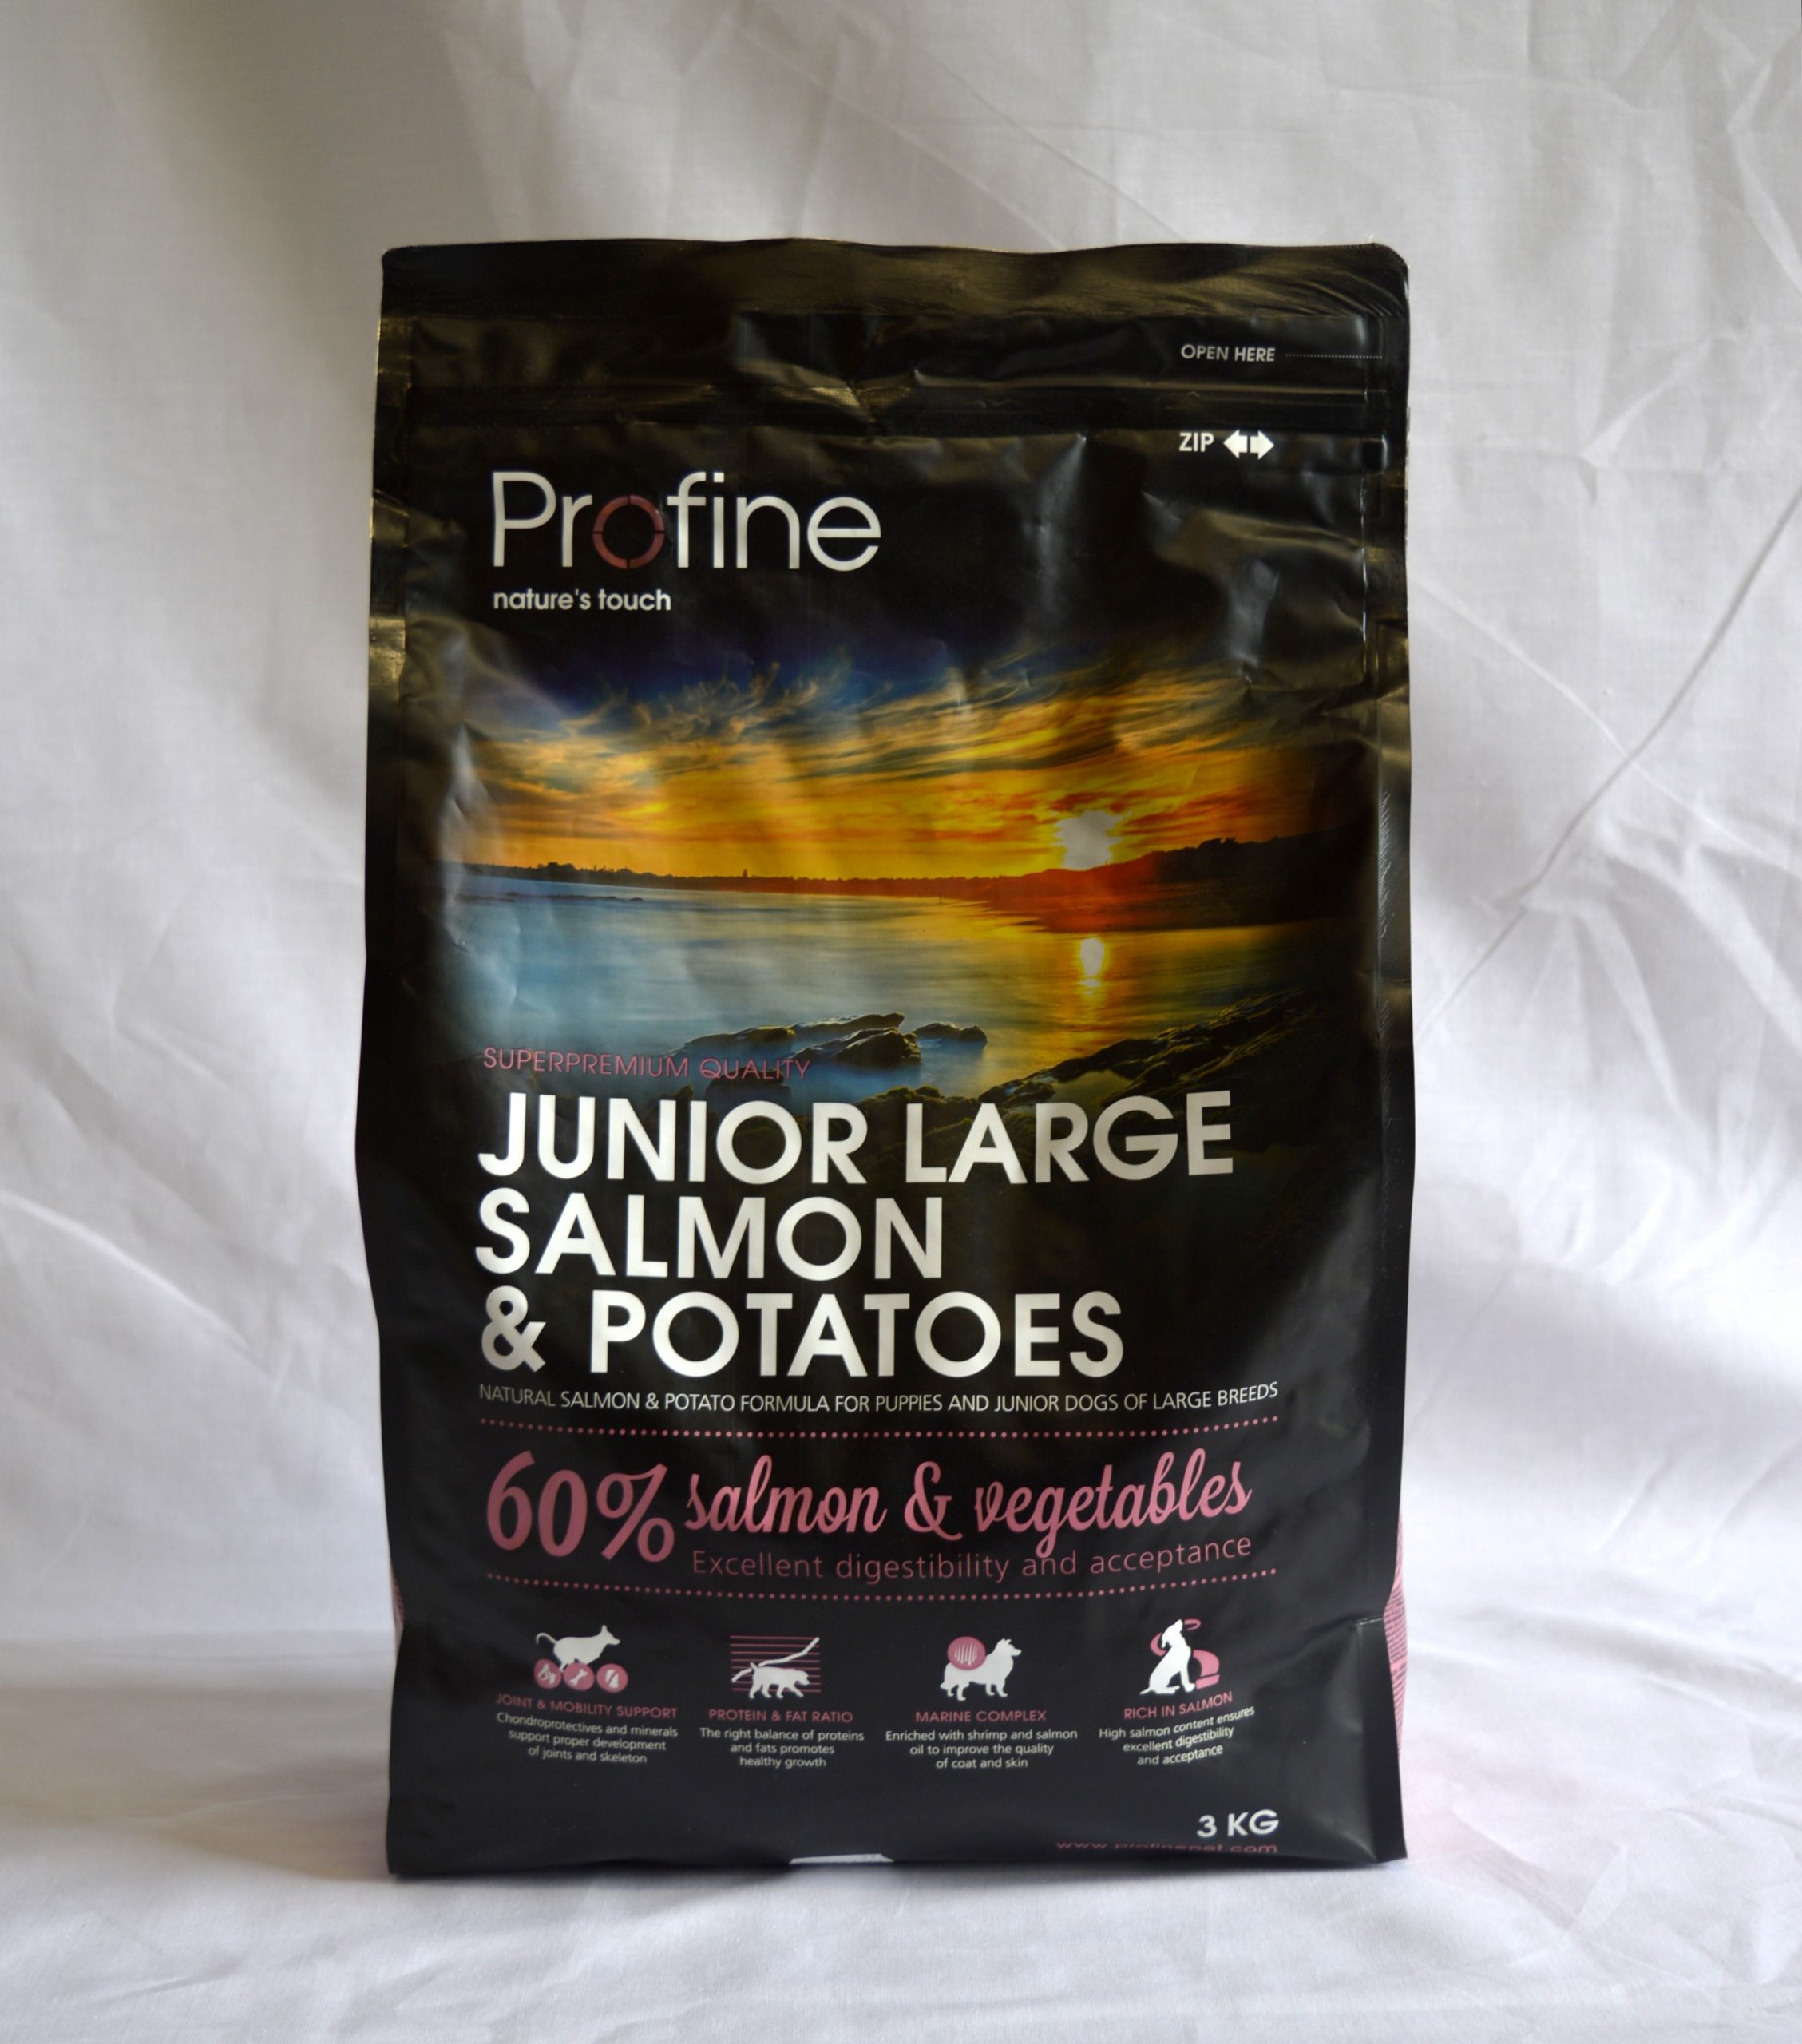 OPEN HERE
ZIP
Profine
nature's touch
SUPERPREMIUM QUALITY
JUNIOR LARGE
SALMON
& POTATOES
NATURAL SALMON & POTATO FORMULA FOR PUPPIES AND JUNIOR DOGS OF LARGE BREEDS
60% salmon & vegetables
Excellent digestibility and acceptance
JOINT & MOBILITY SUPPORT
Chondroprotectives and minerals
support proper development
of joints and skeleton
PROTEIN & FAT RATIO
The right balance of proteins
and fats promotes
healthy growth
MARINE COMPLEX
Enriched with shrimp and salmon
oil to improve the quality
of coat and skin
RICH IN SALMON
High salmon content ensures
excellent digestibility
and acceptance
3 KG
www.profinepet.com